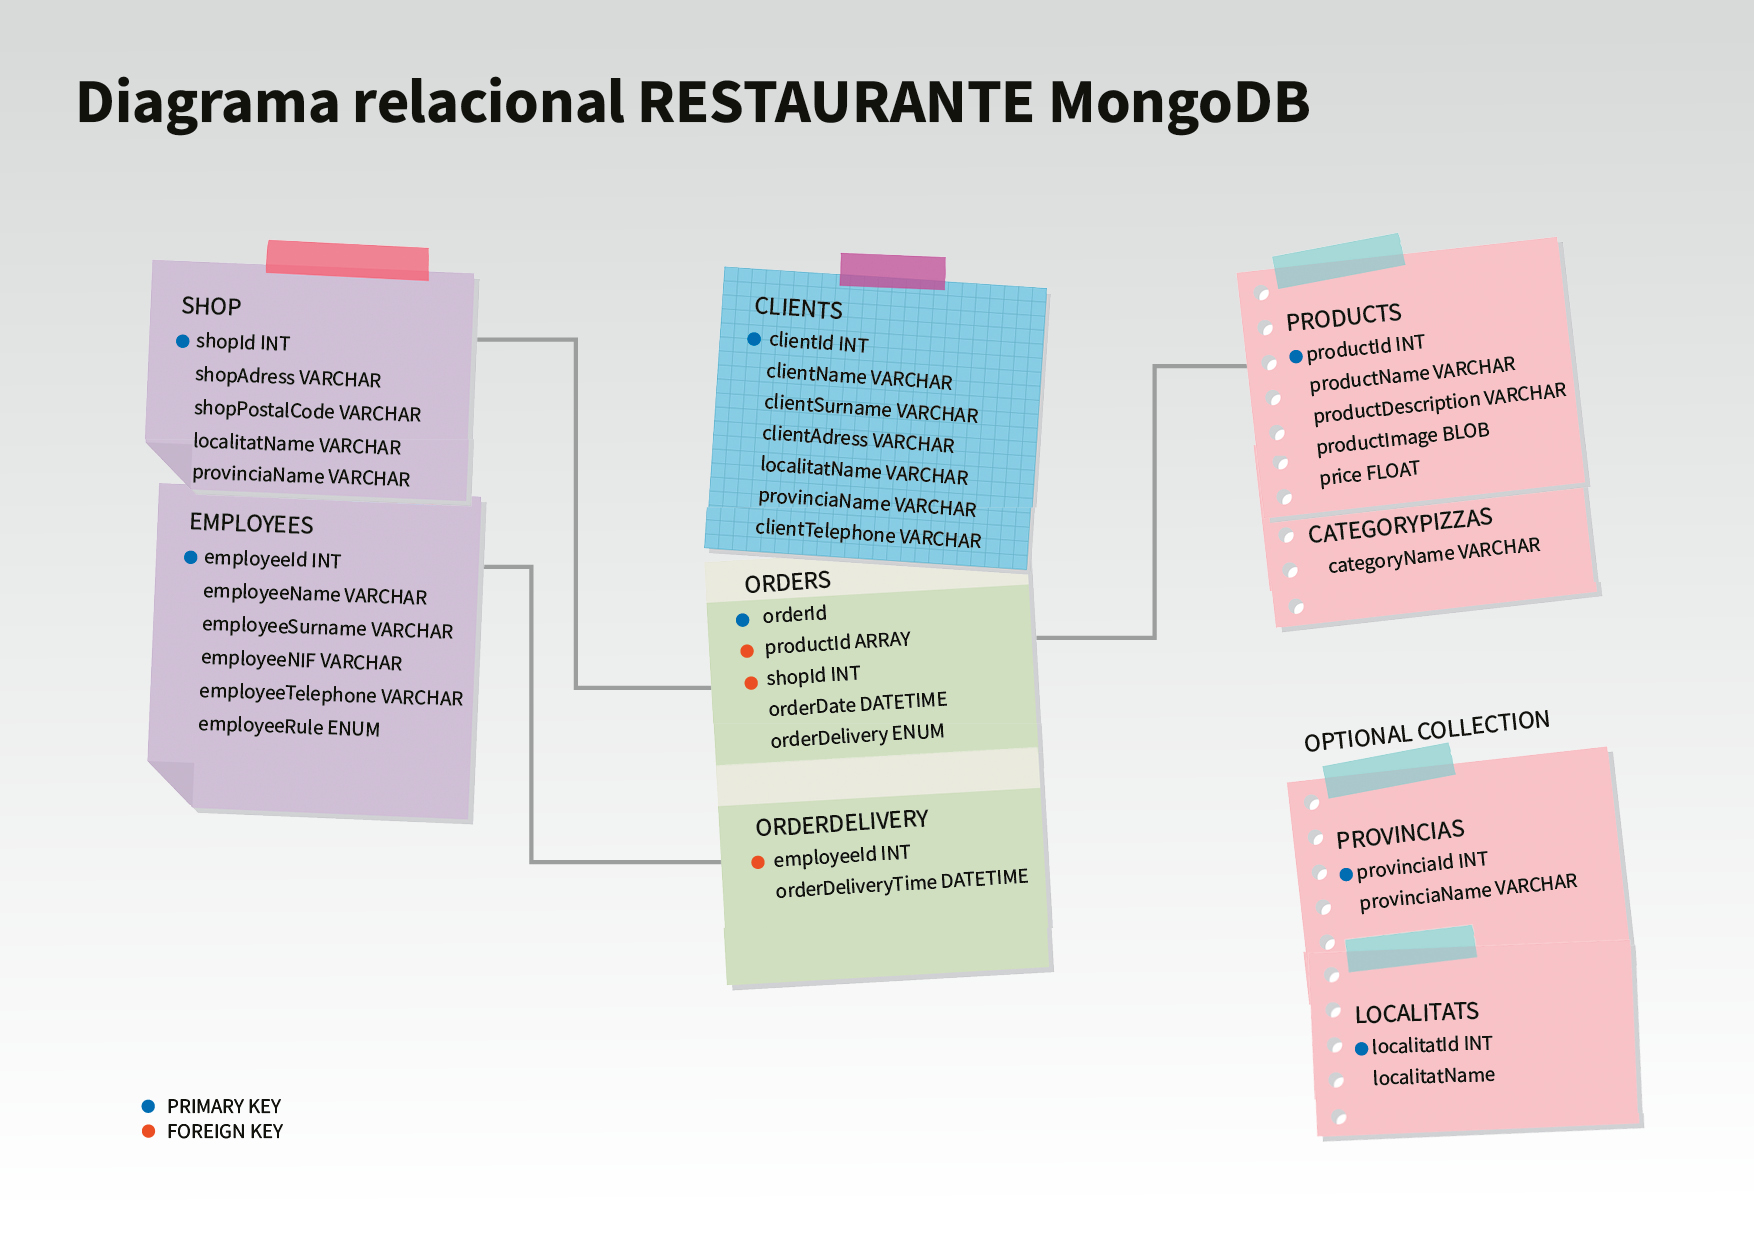 Diagrama relacional RESTAURANTE MongoDB
SHOP
shopId INT
shopAdress VARCHAR
shopPostalCode VARCHAR
localitatName VARCHAR
provinciaName VARCHAR
EMPLOYEES
employeeId INT
employeeName VARCHAR
employeeSurname VARCHAR
employeeNIF VARCHAR
employeeTelephone VARCHAR
employeeRule ENUM
CLIENTS
clientId INT
clientName VARCHAR
clientSurname VARCHAR
clientAdress VARCHAR
localitatName VARCHAR
provinciaName VARCHAR
clientTelephone VARCHAR
ORDERS
orderId
productId ARRAY
shopId INT
orderDate DATETIME
orderDelivery ENUM
ORDERDELIVERY
employeeId INT
orderDeliveryTime DATETIME
PRODUCTS
productId INT
productName VARCHAR
productDescription VARCHAR
productImage BLOB
price FLOAT
CATEGORYPIZZAS
categoryName VARCHAR
OPTIONAL COLLECTION
PROVINCIAS
provinciaId INT
provinciaName VARCHAR
LOCALITATS
localitatId INT
localitatName
PRIMARY KEY
FOREIGN KEY